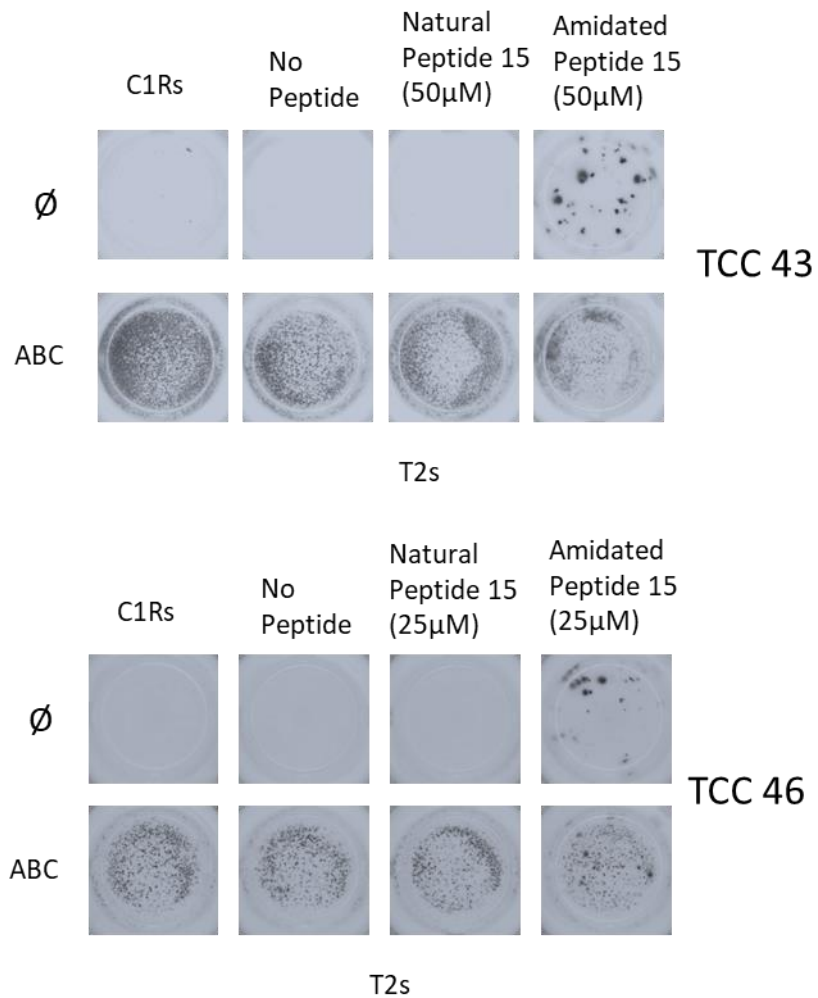 C1Rs
No
Peptide
Natural
Peptide 15
(50µM)
Amidated
Peptide 15
(50µM)
Ø
TCC 43
ABC
T2s
C1Rs
No
Peptide
Natural
Peptide 15
(25µM)
Amidated
Peptide 15
(25µM)
Ø
TCC 46
ABC
T2s